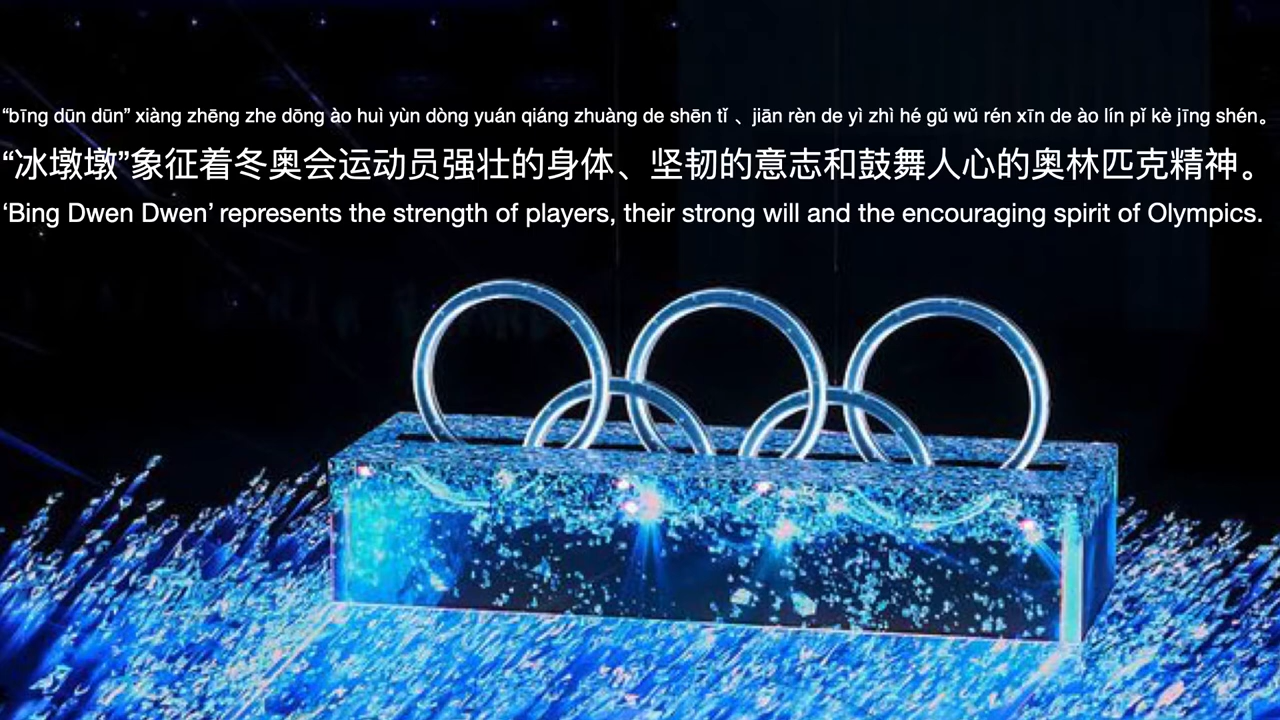 “bīng dūn dūn” xiàng zhēng zhe dōng ào huì yùn dòng yuán qiáng zhuàng de shēn tǐ 、jiān rèn de yì zhì hé gǔ wǔ rén xīn de ào lín pǐ kè jīng shén。
“冰墩墩”象征着冬奥会运动员强壮的身体、坚韧的意志和鼓舞人心的奥林匹克精神。
‘Bing Dwen Dwen’ represents the strength of players, their strong will and the encouraging spirit of Olympics.